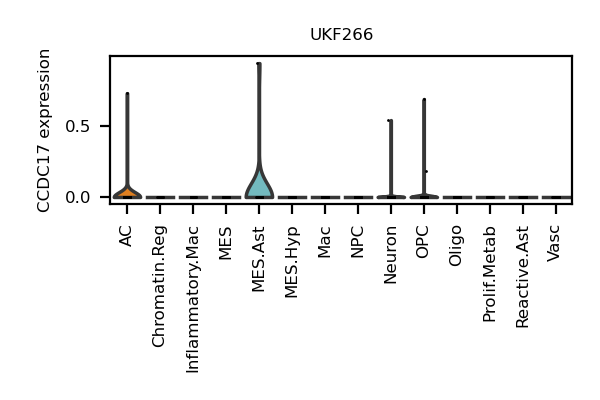 UKF266
CCDC17 expression
0.5
0.0
AC
Chromatin.Reg
Inflammatory.Mac
MES
MES.Ast
MES.Hyp
Mac
NPC
Neuron
OPC
Oligo
Prolif.Metab
Reactive.Ast
Vasc